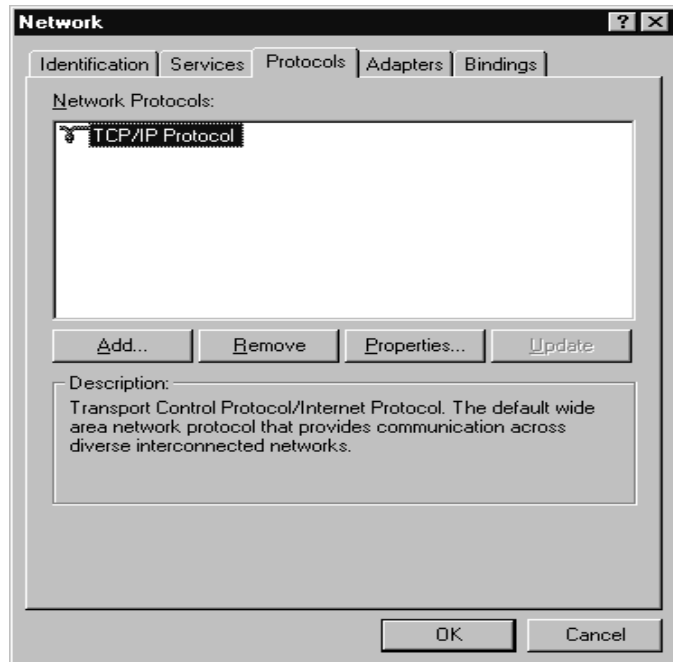 Network
Identification Services Protocols Adapters Bindings
Network Protocols:
TCP/IP Protocol
Add... Remove Properties... Update
Description:
Transport Control Protocol/Internet Protocol. The default wide
area network protocol that provides communication across
diverse interconnected networks.
OK Cancel